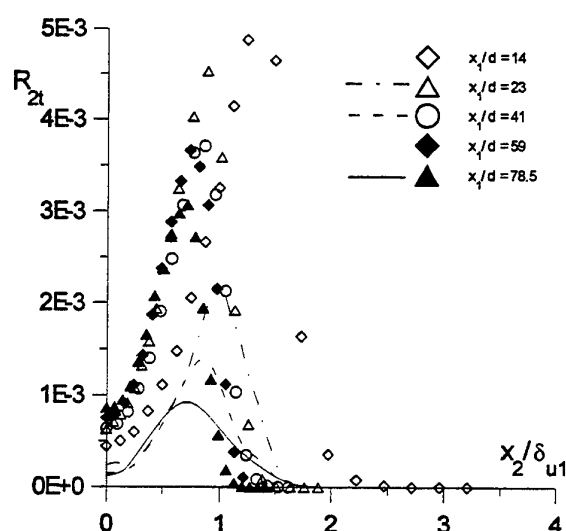 5E-3
R2t
4E-3
3E-3
2E-3
1E-3
0E+0
0 1 2 3 4
x2/δu1
x1/d=14
x1/d=23
x1/d=41
x1/d=59
x1/d=78.5